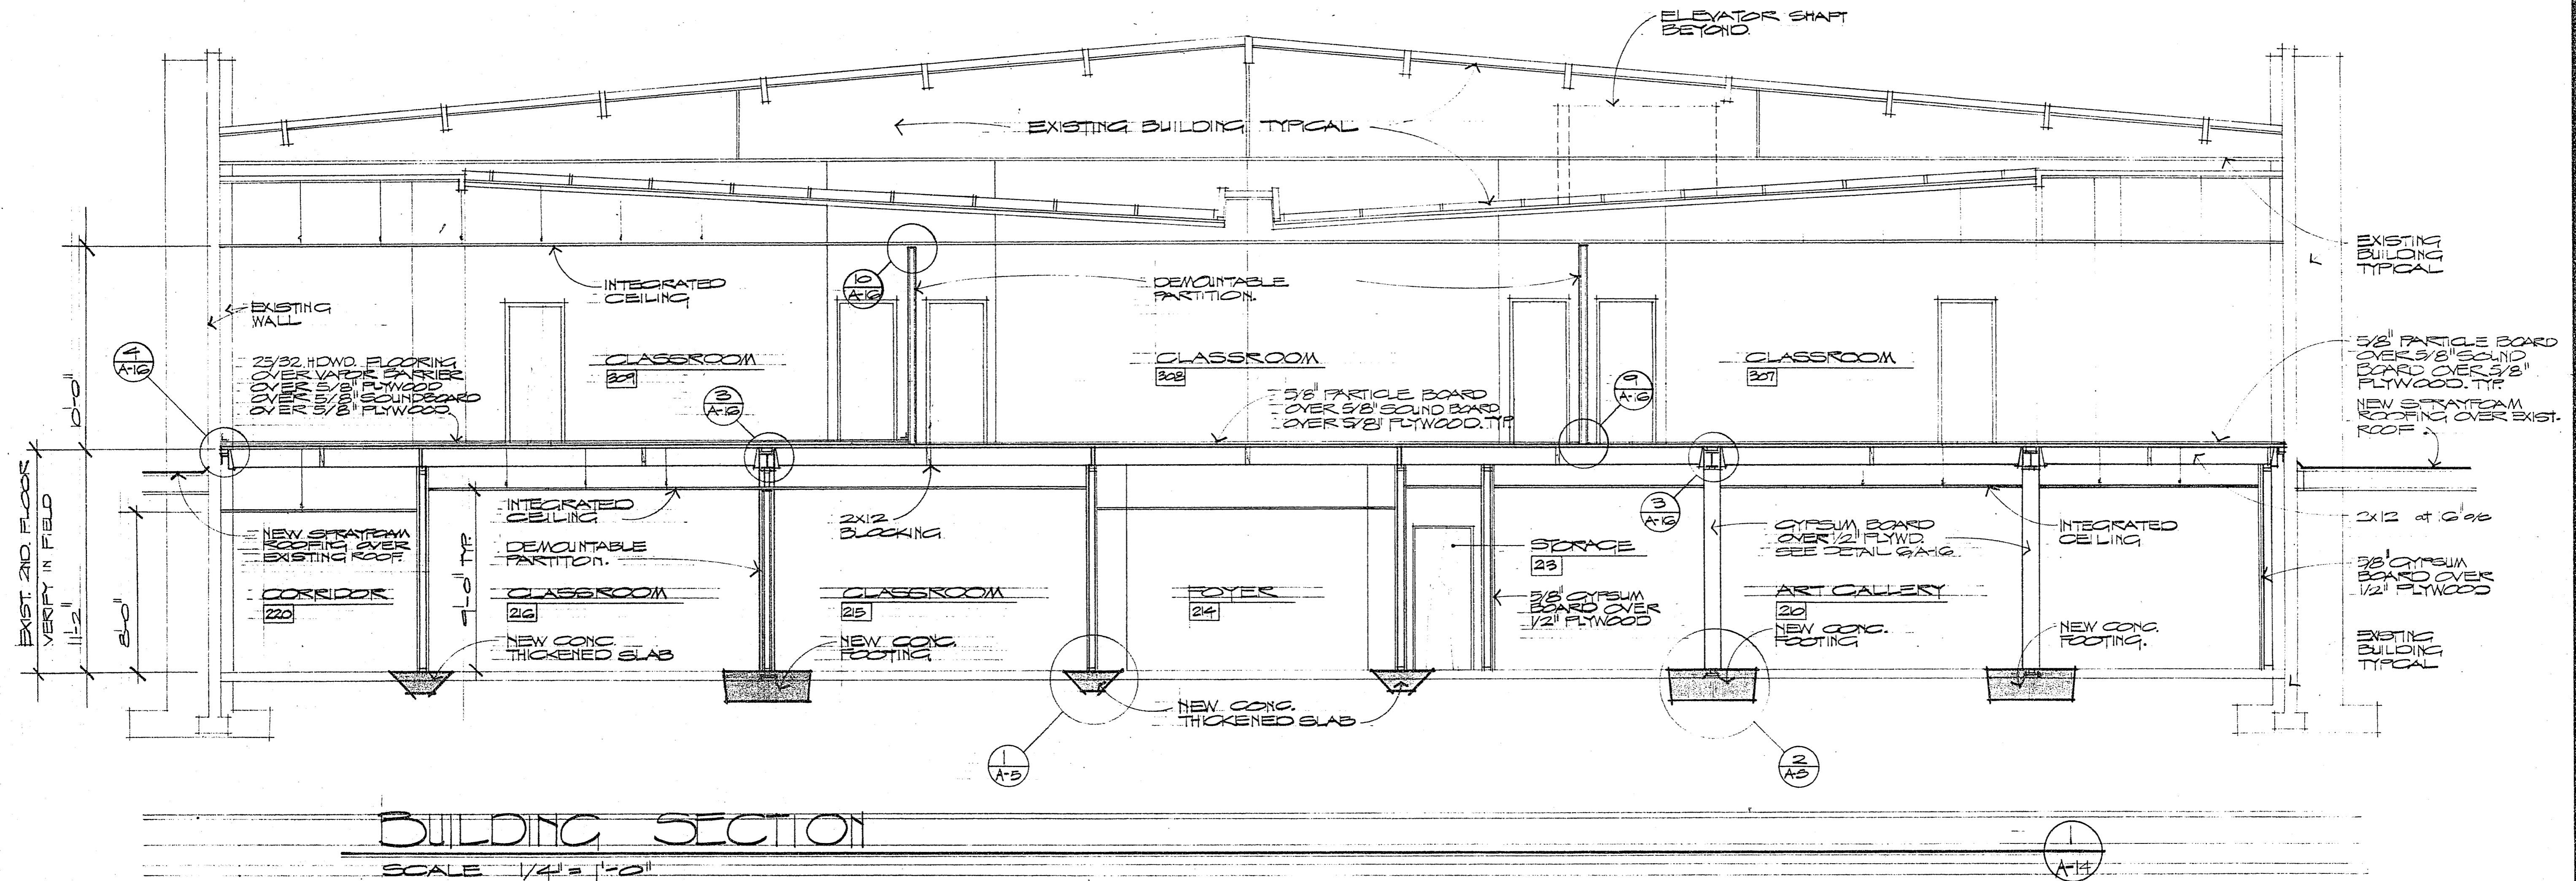 ELEVATOR SHAFT
BEYOND.
EXISTING BUILDING TYPICAL
EXISTING
BUILDING
TYPICAL
INTEGRATED
CEILING
10
A-16
DEMOUNTABLE
PARTITION.
EXISTING
WALL
4
A-16
10'-0"
25/32 HDWD. FLOORING
OVER VAPOR BARRIER
OVER 5/8" PLYWOOD
OVER 5/8" SOUNDBOARD
OVER 5/8" PLYWOOD
CLASSROOM
309
3
A-16
CLASSROOM
308
5/8" PARTICLE BOARD
OVER 5/8" SOUND BOARD
OVER 5/8" PLYWOOD. TYP.
9
A-16
CLASSROOM
307
5/8" PARTICLE BOARD
OVER 5/8" SOUND
BOARD OVER 5/8"
PLYWOOD. TYP.
NEW SPRAYFOAM
ROOFING OVER EXIST.
ROOF.
EXIST. 2ND. FLOOR
VERIFY IN FIELD
11'-2"
8'-0"
NEW SPRAYFOAM
ROOFING OVER
EXISTING ROOF.
CORRIDOR
220
9'-0" TYP.
INTEGRATED
CEILING
DEMOUNTABLE
PARTITION.
CLASSROOM
216
NEW CONC.
THICKENED SLAB
2X12
BLOCKING
CLASSROOM
215
NEW CONC.
FOOTING.
FOYER
214
NEW CONC.
THICKENED SLAB
STORAGE
23
5/8" GYPSUM
BOARD OVER
1/2" PLYWOOD
3
A-16
GYPSUM BOARD
OVER 1/2" PLYWD.
SEE DETAIL 6/A-16
ART GALLERY
NEW CONC.
FOOTING
INTEGRATED
CEILING
NEW CONC.
FOOTING.
2X12 at 16" o/c
5/8" GYPSUM
BOARD OVER
1/2" PLYWOOD
EXISTING
BUILDING
TYPICAL
1
A-5
2
A-5
BUILDING SECTION
SCALE 1/4" = 1'-0"
1
A-14